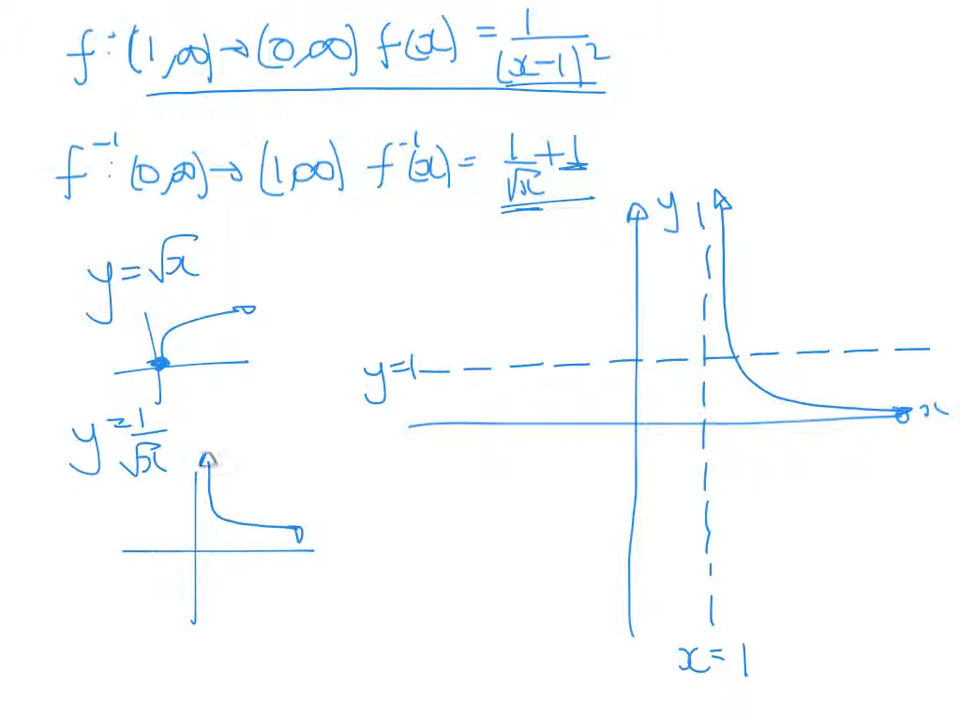 f : (1,∞) → (0,∞) f(x) = 1/(x-1)²
f⁻¹ : (0,∞) → (1,∞) f⁻¹(x) = 1/√x + 1
y = √x
y = 1/√x
y
y=1
x
x = 1